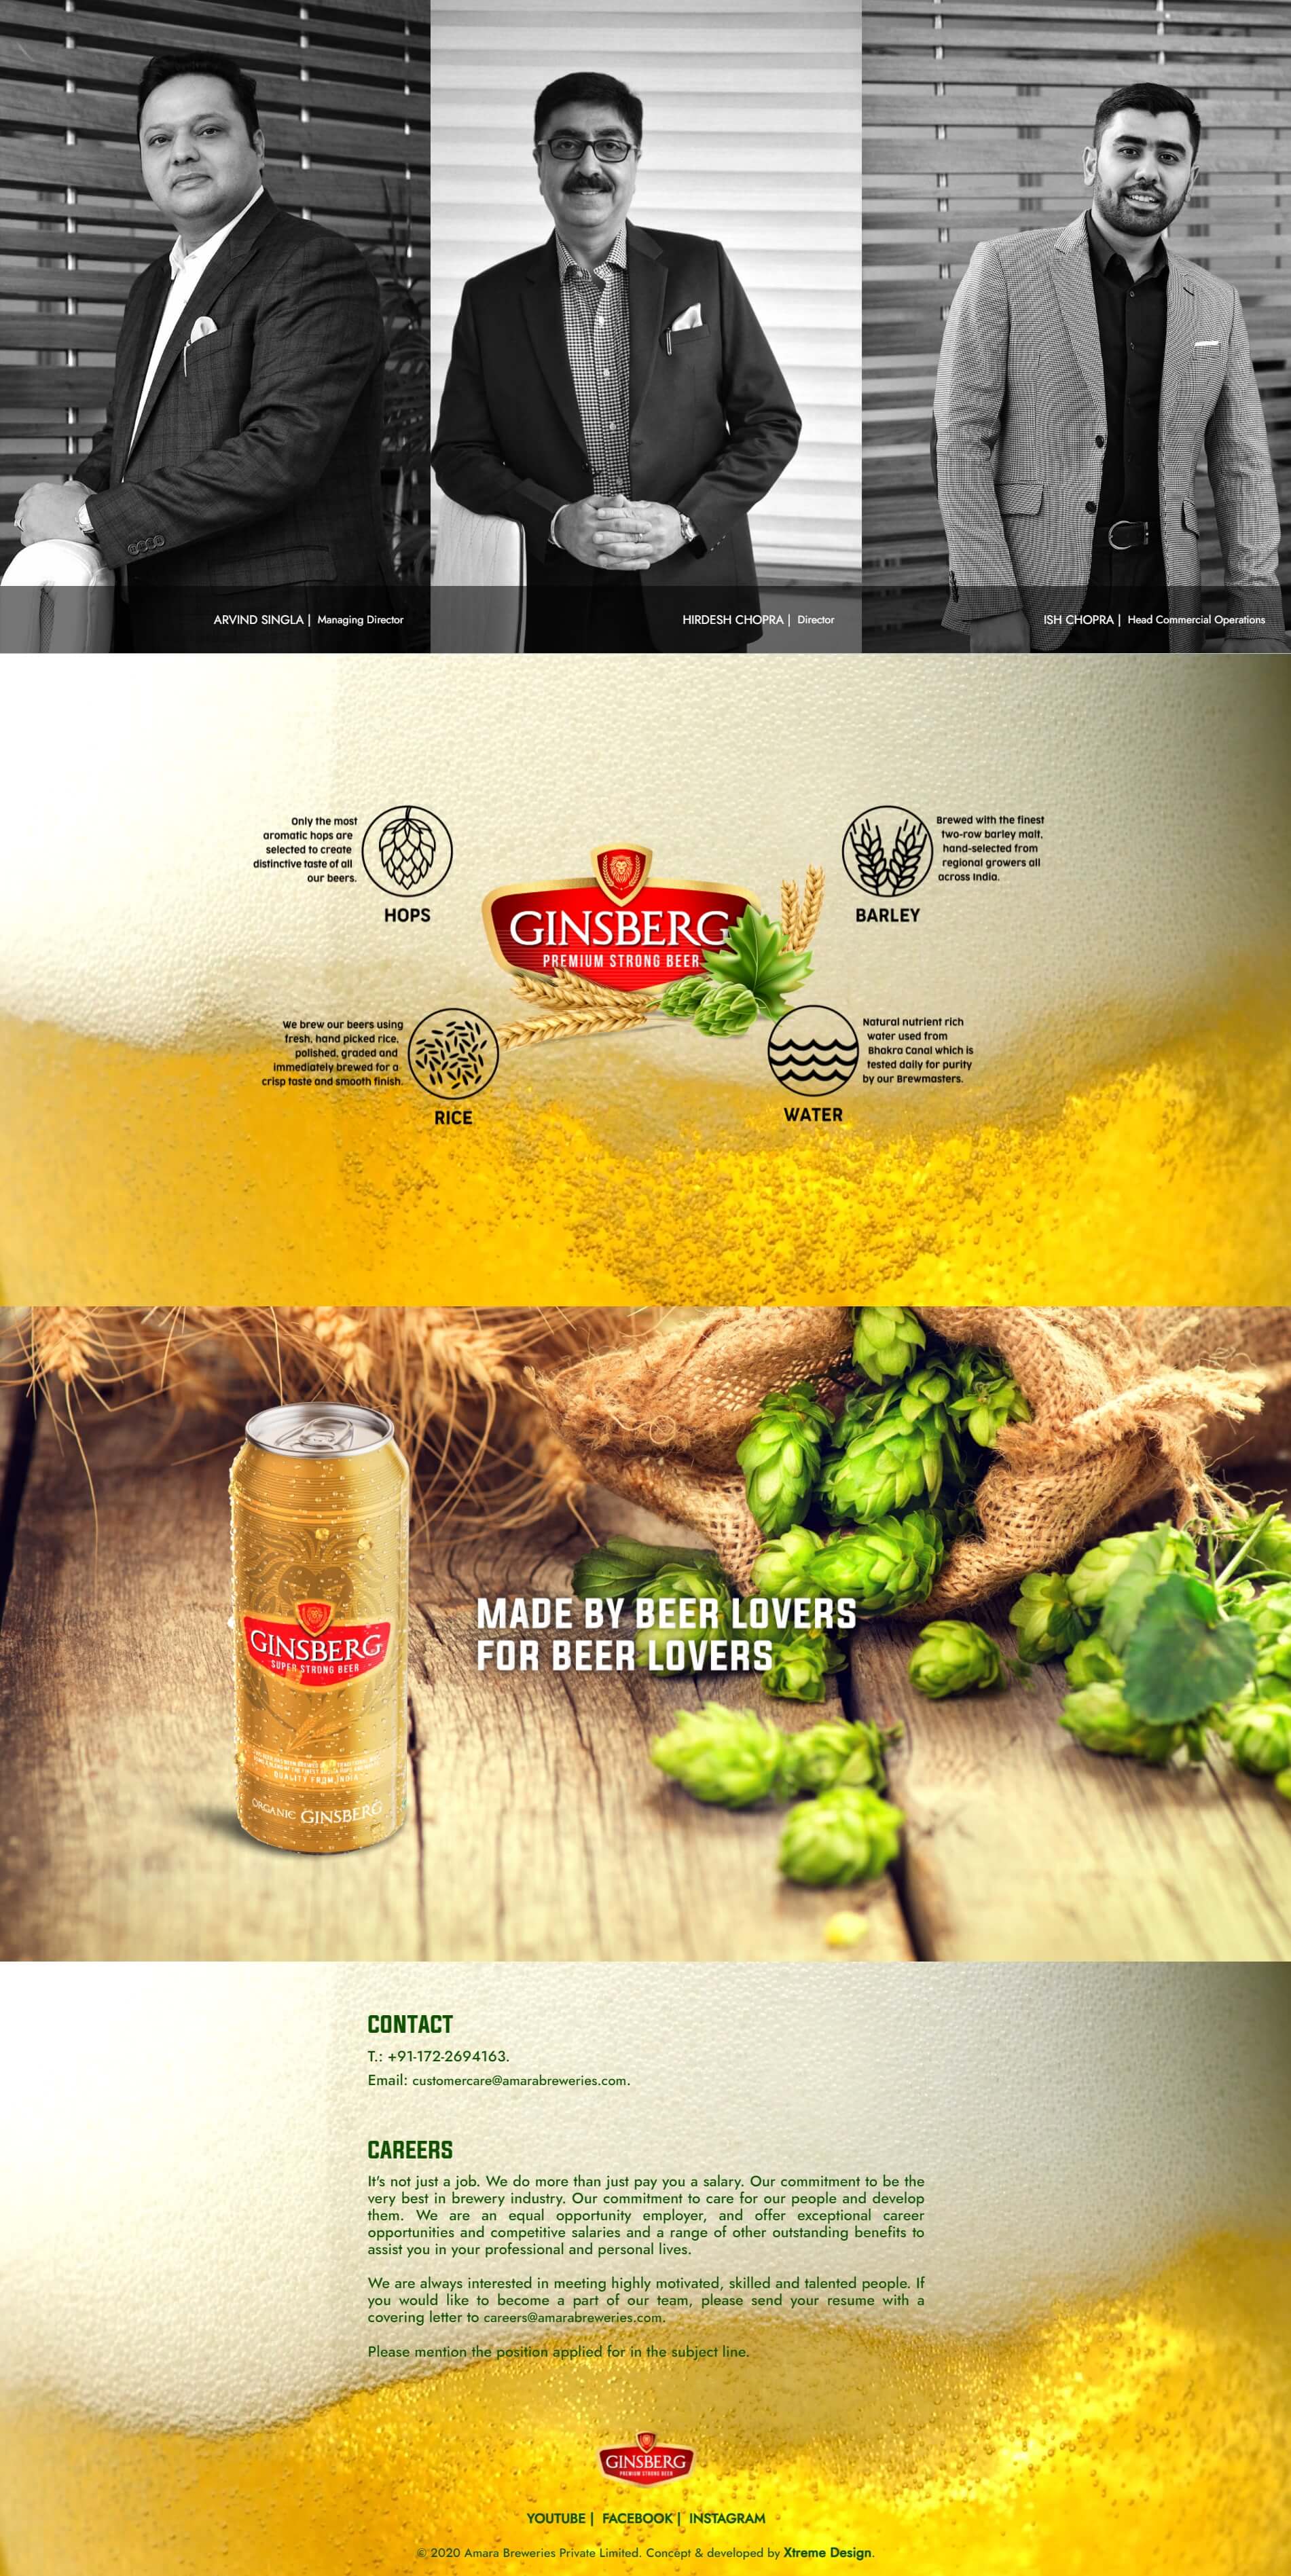 ARVIND SINGLA | Managing Director
HIRDESH CHOPRA | Director
ISH CHOPRA | Head Commercial Operations
Only the most
aromatic hops are
selected to create
distinctive taste of all
our beers.
HOPS
GINSBERG
PREMIUM STRONG BEER
Brewed with the finest
two-row barley malt,
hand-selected from
regional growers all
across India.
BARLEY
We brew our beers using
fresh, hand picked rice,
polished, graded and
immediately brewed for a
crisp taste and smooth finish.
RICE
Natural nutrient rich
water used from
Bhakra Canal which is
tested daily for purity
by our Brewmasters.
WATER
GINSBERG
SUPER STRONG BEER
QUALITY FROM INDIA
ORGANIC GINSBERG
MADE BY BEER LOVERS
FOR BEER LOVERS
CONTACT
T.: +91-172-2694163.
Email: customercare@amarabreweries.com.
CAREERS
It's not just a job. We do more than just pay you a salary. Our commitment to be the
very best in brewery industry. Our commitment to care for our people and develop
them. We are an equal opportunity employer, and offer exceptional career
opportunities and competitive salaries and a range of other outstanding benefits to
assist you in your professional and personal lives.
We are always interested in meeting highly motivated, skilled and talented people. If
you would like to become a part of our team, please send your resume with a
covering letter to careers@amarabreweries.com.
Please mention the position applied for in the subject line.
GINSBERG
PREMIUM STRONG BEER
YOUTUBE | FACEBOOK | INSTAGRAM
© 2020 Amara Breweries Private Limited. Concept & developed by Xtreme Design.